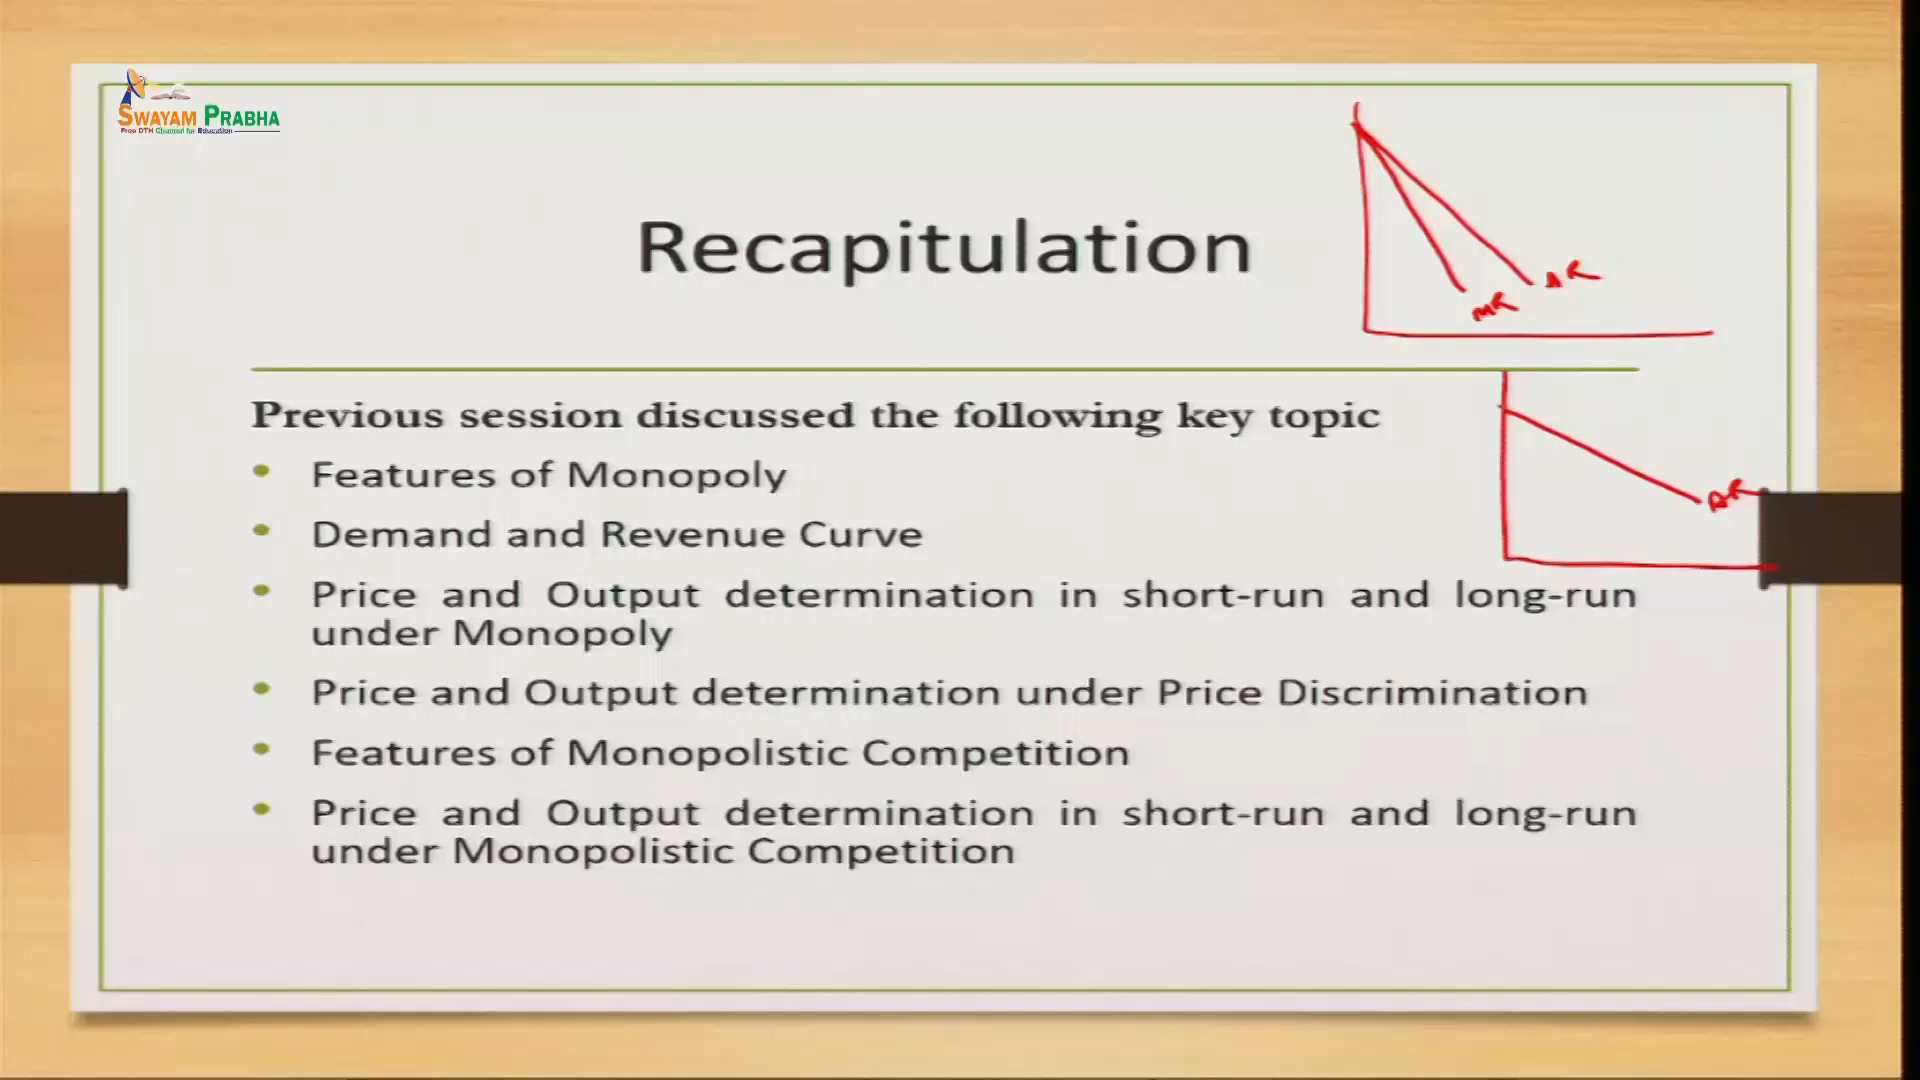 SWAYAM PRABHA
Free DTH Channel for Education
Recapitulation
MR
AR
Previous session discussed the following key topic
• Features of Monopoly
AR
• Demand and Revenue Curve
• Price and Output determination in short-run and long-run
under Monopoly
• Price and Output determination under Price Discrimination
• Features of Monopolistic Competition
• Price and Output determination in short-run and long-run
under Monopolistic Competition